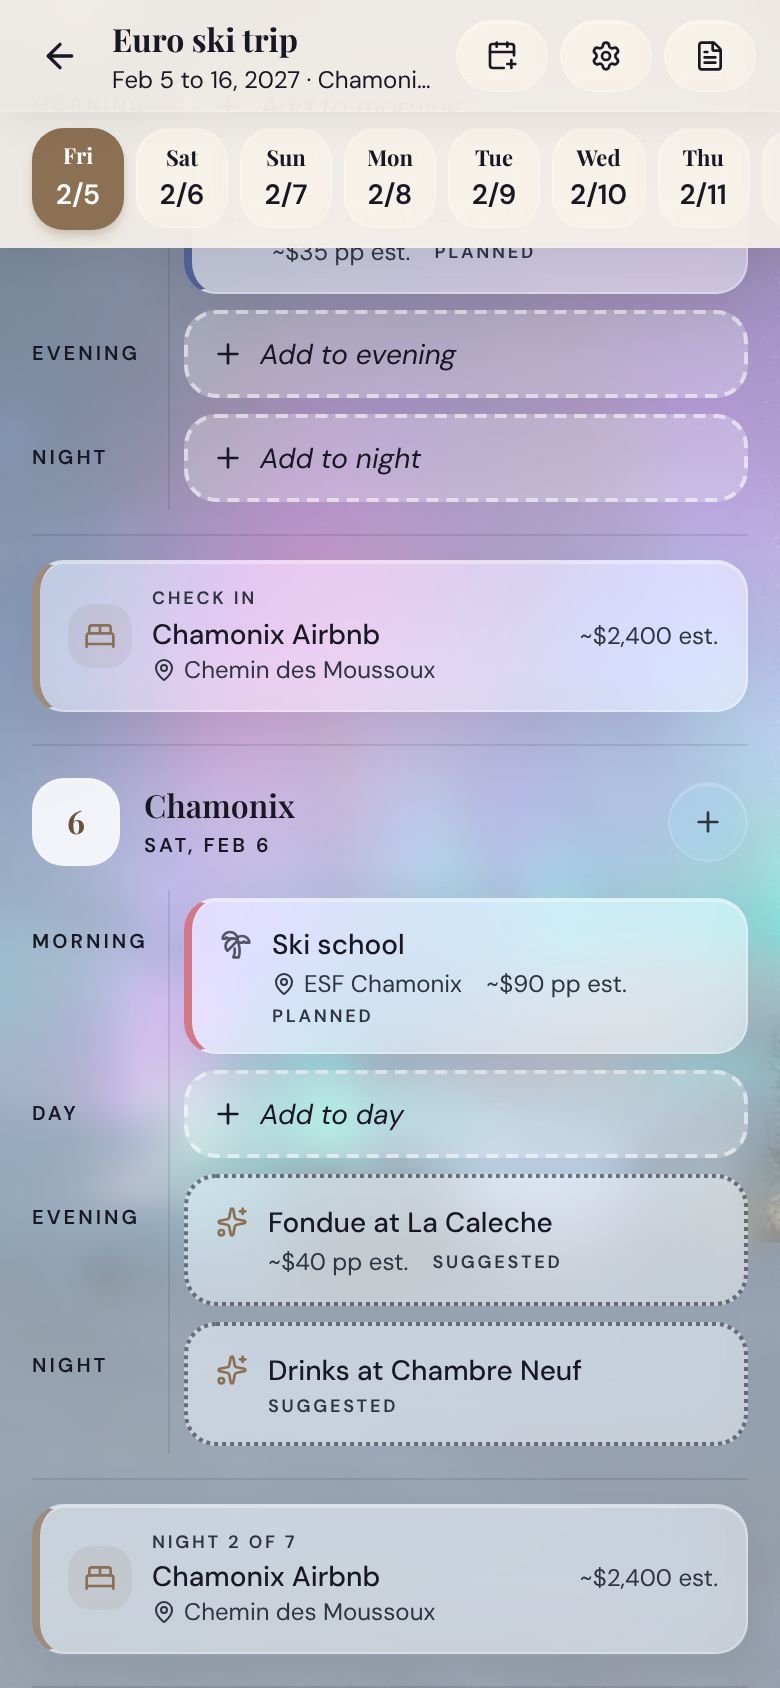 Euro ski trip
Feb 5 to 16, 2027 · Chamoni...
MORNING
+ Add to morning
Fri
2/5
Sat
2/6
Sun
2/7
Mon
2/8
Tue
2/9
Wed
2/10
Thu
2/11
~$35 pp est. PLANNED
EVENING
+ Add to evening
NIGHT
+ Add to night
CHECK IN
Chamonix Airbnb
~$2,400 est.
Chemin des Moussoux
6
Chamonix
SAT, FEB 6
+
MORNING
Ski school
ESF Chamonix ~$90 pp est.
PLANNED
DAY
+ Add to day
EVENING
Fondue at La Caleche
~$40 pp est. SUGGESTED
NIGHT
Drinks at Chambre Neuf
SUGGESTED
NIGHT 2 OF 7
Chamonix Airbnb
~$2,400 est.
Chemin des Moussoux